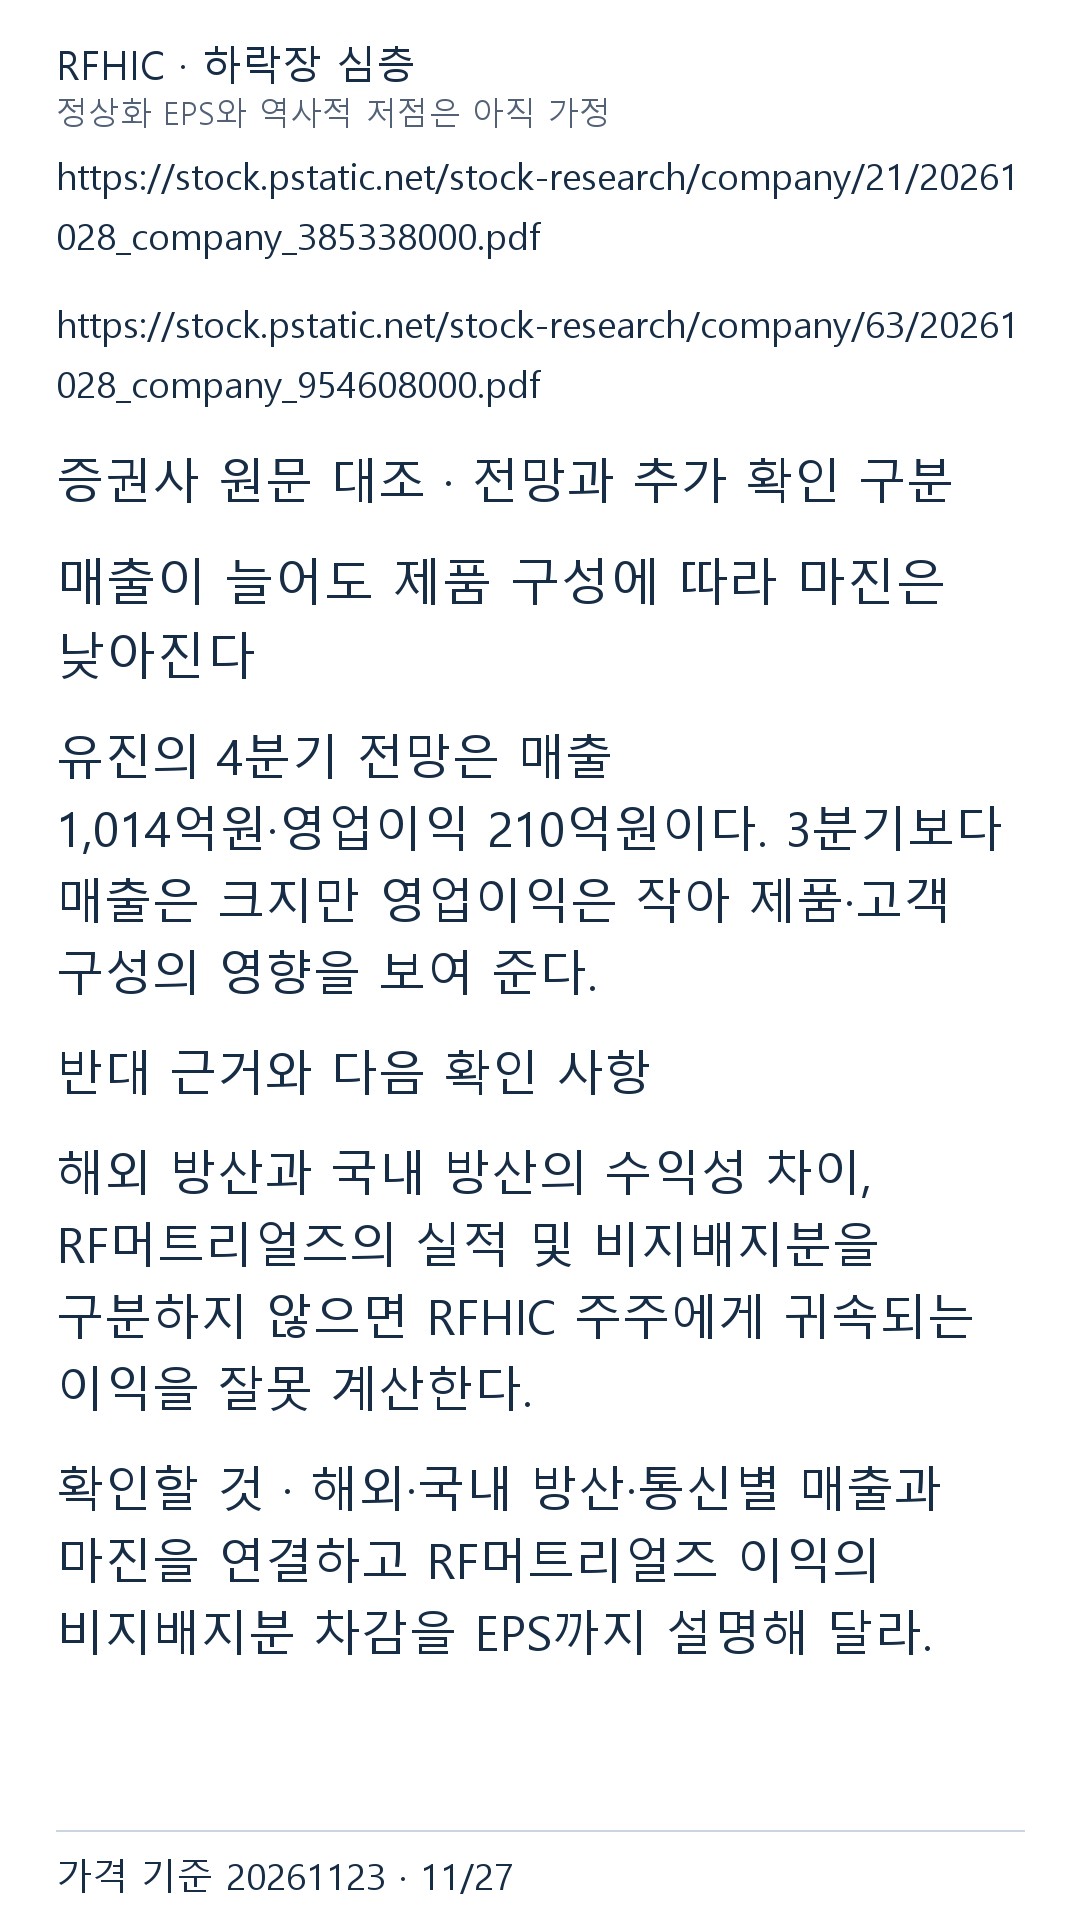 RFHIC · 하락장 심층
정상화 EPS와 역사적 저점은 아직 가정
https://stock.pstatic.net/stock-research/company/21/20261
028_company_385338000.pdf
https://stock.pstatic.net/stock-research/company/63/20261
028_company_954608000.pdf
증권사 원문 대조 · 전망과 추가 확인 구분
매출이 늘어도 제품 구성에 따라 마진은
낮아진다
유진의 4분기 전망은 매출
1,014억원·영업이익 210억원이다. 3분기보다
매출은 크지만 영업이익은 작아 제품·고객
구성의 영향을 보여 준다.
반대 근거와 다음 확인 사항
해외 방산과 국내 방산의 수익성 차이,
RF머트리얼즈의 실적 및 비지배지분을
구분하지 않으면 RFHIC 주주에게 귀속되는
이익을 잘못 계산한다.
확인할 것 · 해외·국내 방산·통신별 매출과
마진을 연결하고 RF머트리얼즈 이익의
비지배지분 차감을 EPS까지 설명해 달라.
가격 기준 20261123 · 11/27